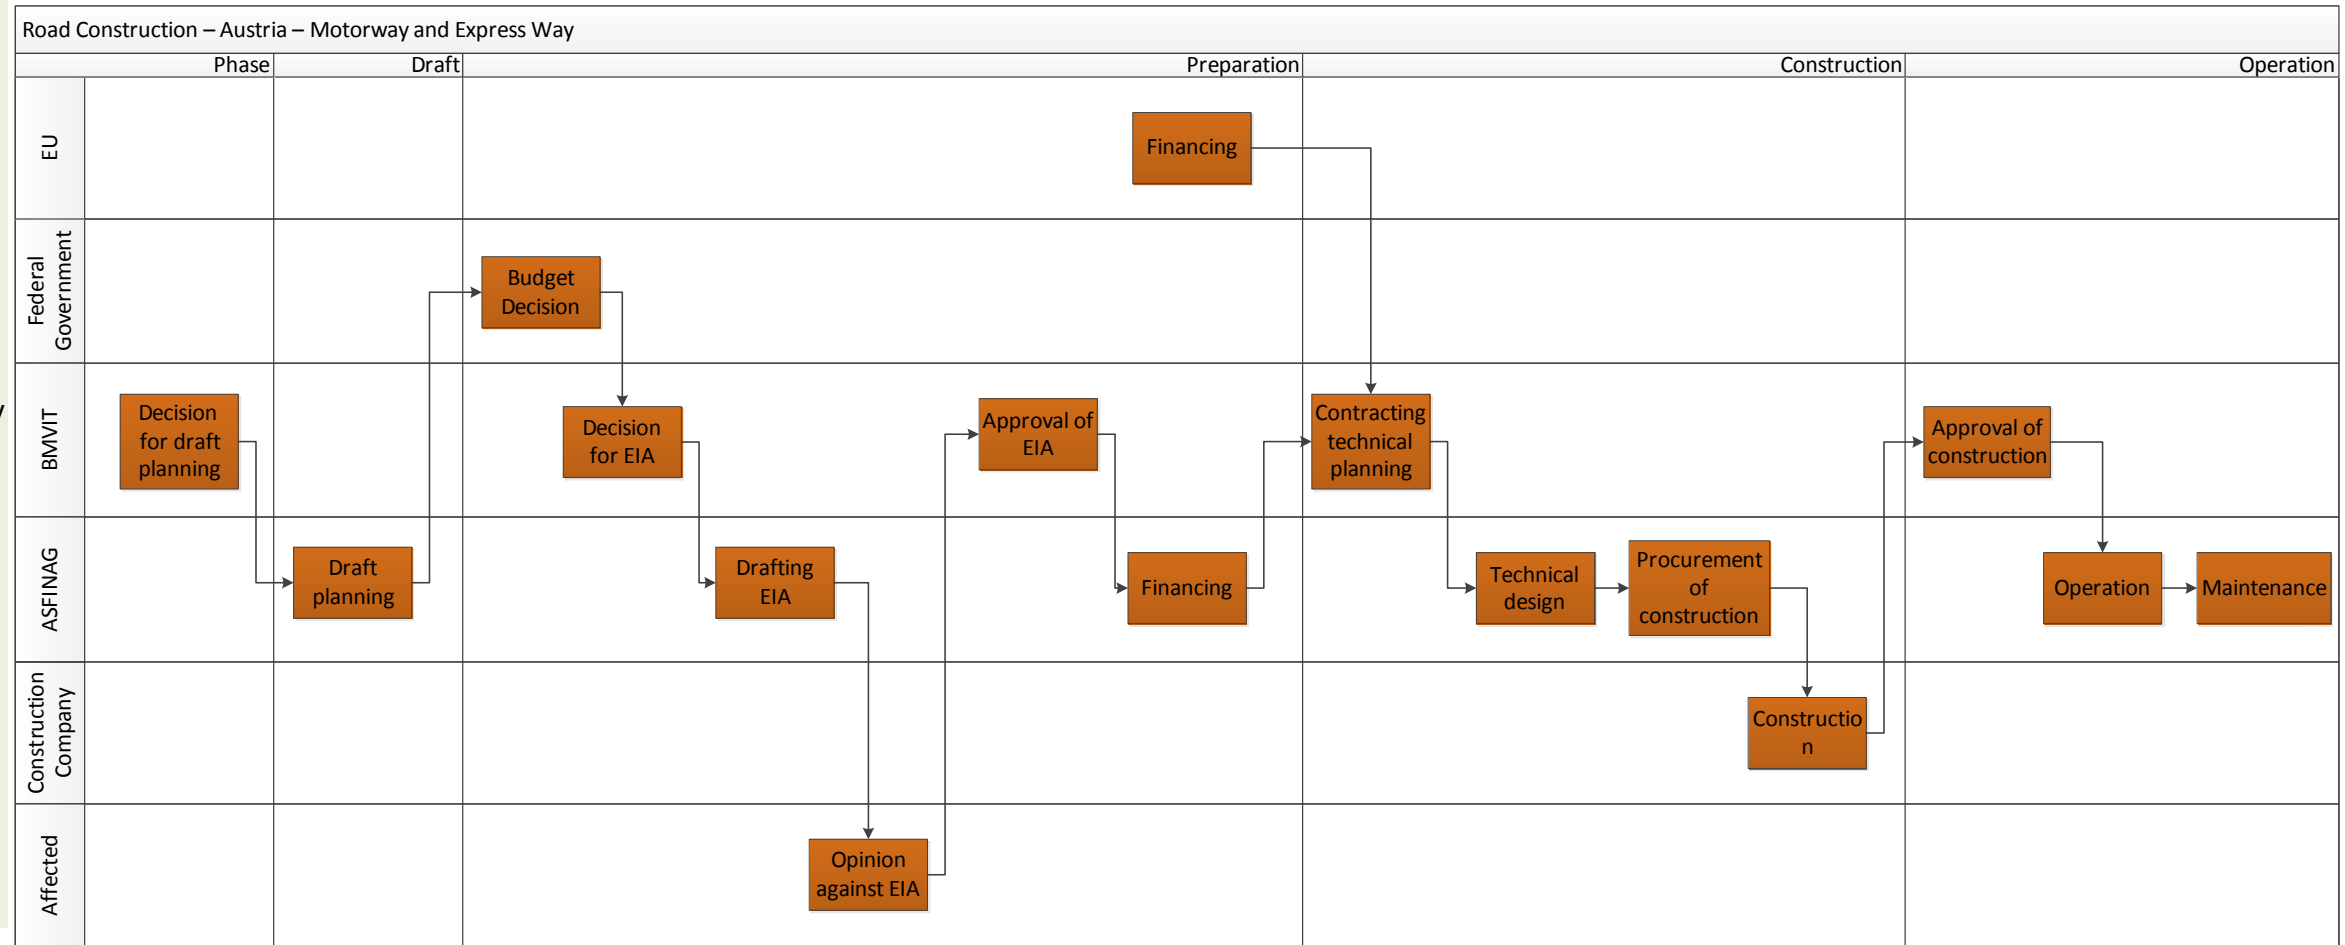 Road Construction – Austria – Motorway and Express Way
Phase
Draft
Preparation
Construction
Operation
EU
Financing
Federal
Government
Budget
Decision
BMVIT
Decision
for draft
planning
Decision
for EIA
Approval of
EIA
Contracting
technical
planning
Approval of
construction
ASFINAG
Draft
planning
Drafting
EIA
Financing
Technical
design
Procurement
of
construction
Operation
Maintenance
Construction
Company
Constructio
n
Affected
Opinion
against EIA